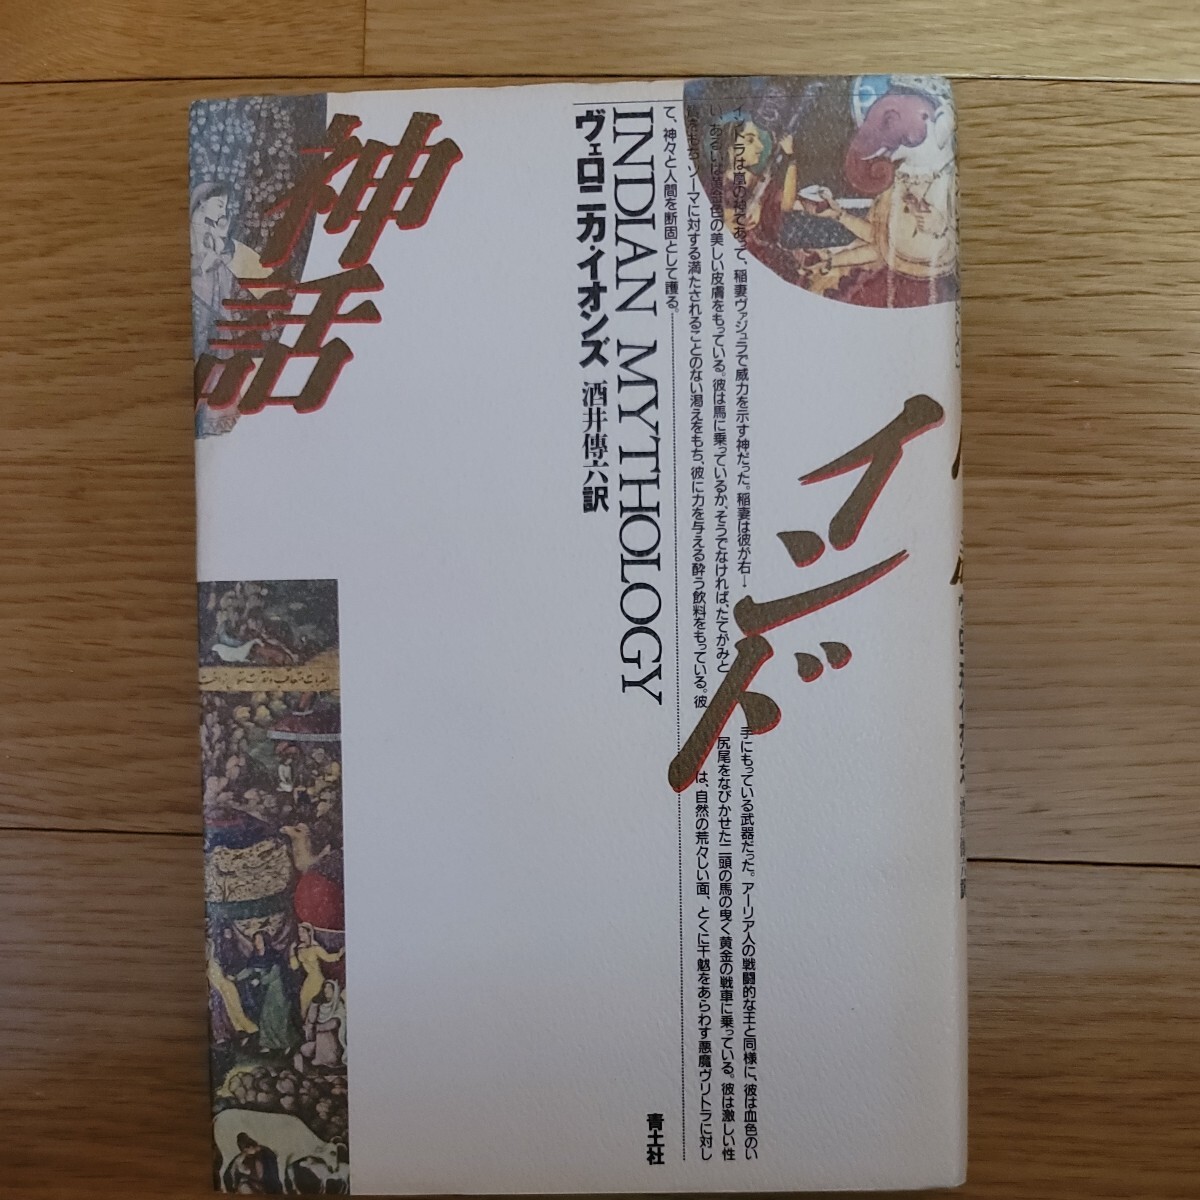 インド
神話
INDIAN MYTHOLOGY
ヴェロニカ・イオンズ
酒井傳六訳
は嵐の神であって、稲妻ヴァジュラで威力を示す神だった。稲妻は彼が右→
手にもっている武器だった。アーリア人の戦闘的な王と同様に、彼は血色のい
い、あるいは黄金色の美しい皮膚をもっている。彼は馬に乗っているか、そうでなければ、たてがみと
尻尾をなびかせた二頭の馬の曳く黄金の戦車に乗っている。彼は激しい性
ソーマに対する満たされることのない渇えをもち、彼に力を与える酔う飲料をもっている。彼
は、自然の荒々しい面、とくに干魃をあらわす悪魔ヴリトラに対し
て、神々と人間を断固として護る。
青土社